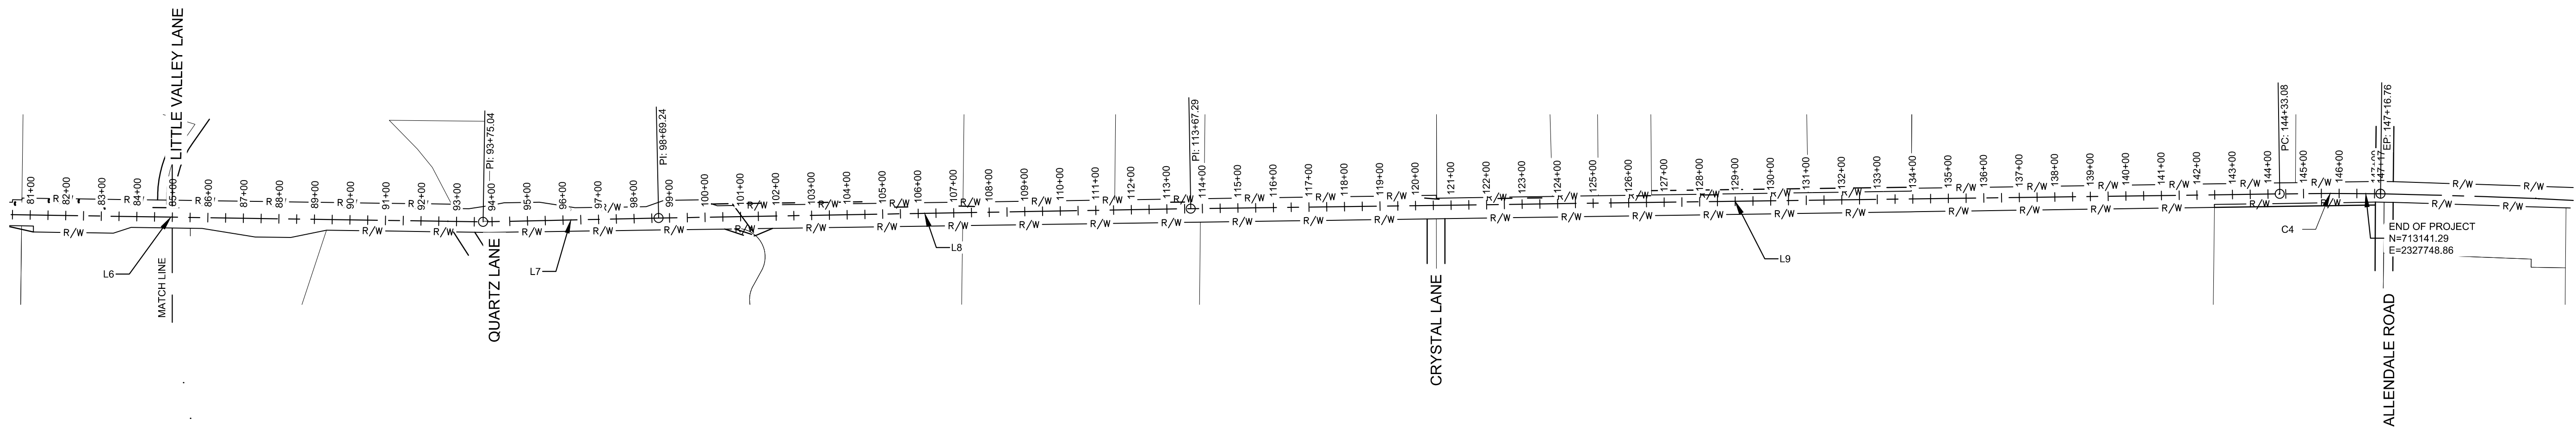 LITTLE VALLEY LANE
81+00 82+00 83+00 84+00 85+00 86+00 87+00 88+00 89+00 90+00 91+00 92+00 93+00 94+00 95+00 96+00 97+00 98+00 99+00 100+00 101+00 102+00 103+00 104+00 105+00 106+00 107+00 108+00 109+00 110+00 111+00 112+00 113+00 114+00 115+00 116+00 117+00 118+00 119+00 120+00 121+00 122+00 123+00 124+00 125+00 126+00 127+00 128+00 129+00 130+00 131+00 132+00 133+00 134+00 135+00 136+00 137+00 138+00 139+00 140+00 141+00 142+00 143+00 144+00 145+00 146+00 147+00 147+17
PI: 93+75.04
PI: 98+69.24
PI: 113+67.29
PC: 144+33.08
EP: 147+16.76
R/W R/W R/W R/W R/W R/W R/W R/W R/W R/W R/W R/W R/W R/W R/W R/W R/W R/W R/W R/W R/W R/W R/W R/W R/W R/W R/W R/W R/W R/W
R/W R/W R/W R/W R/W R/W R/W R/W R/W R/W R/W R/W R/W R/W R/W R/W R/W R/W R/W R/W R/W R/W R/W R/W R/W R/W R/W R/W R/W R/W
L6
MATCH LINE
QUARTZ LANE
L7
L8
CRYSTAL LANE
L9
C4
END OF PROJECT
N=713141.29
E=2327748.86
ALLENDALE ROAD